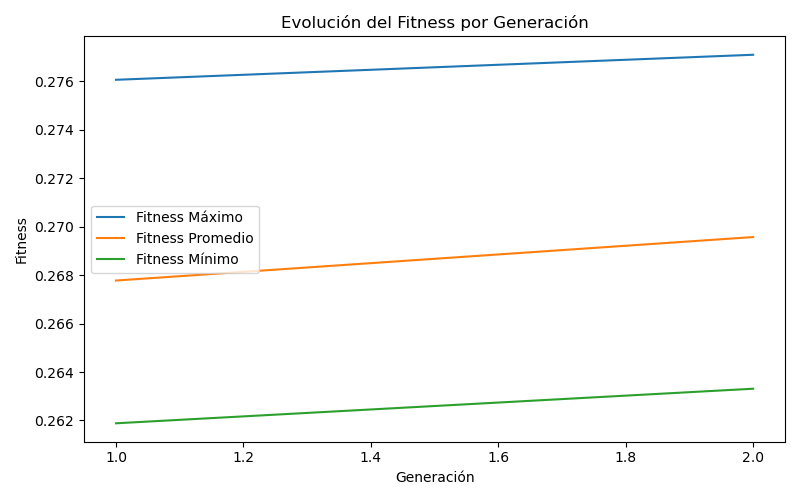 Evolución del Fitness por Generación
Fitness
0.276
0.274
0.272
0.270
0.268
0.266
0.264
0.262
Fitness Máximo
Fitness Promedio
Fitness Mínimo
1.0 1.2 1.4 1.6 1.8 2.0
Generación